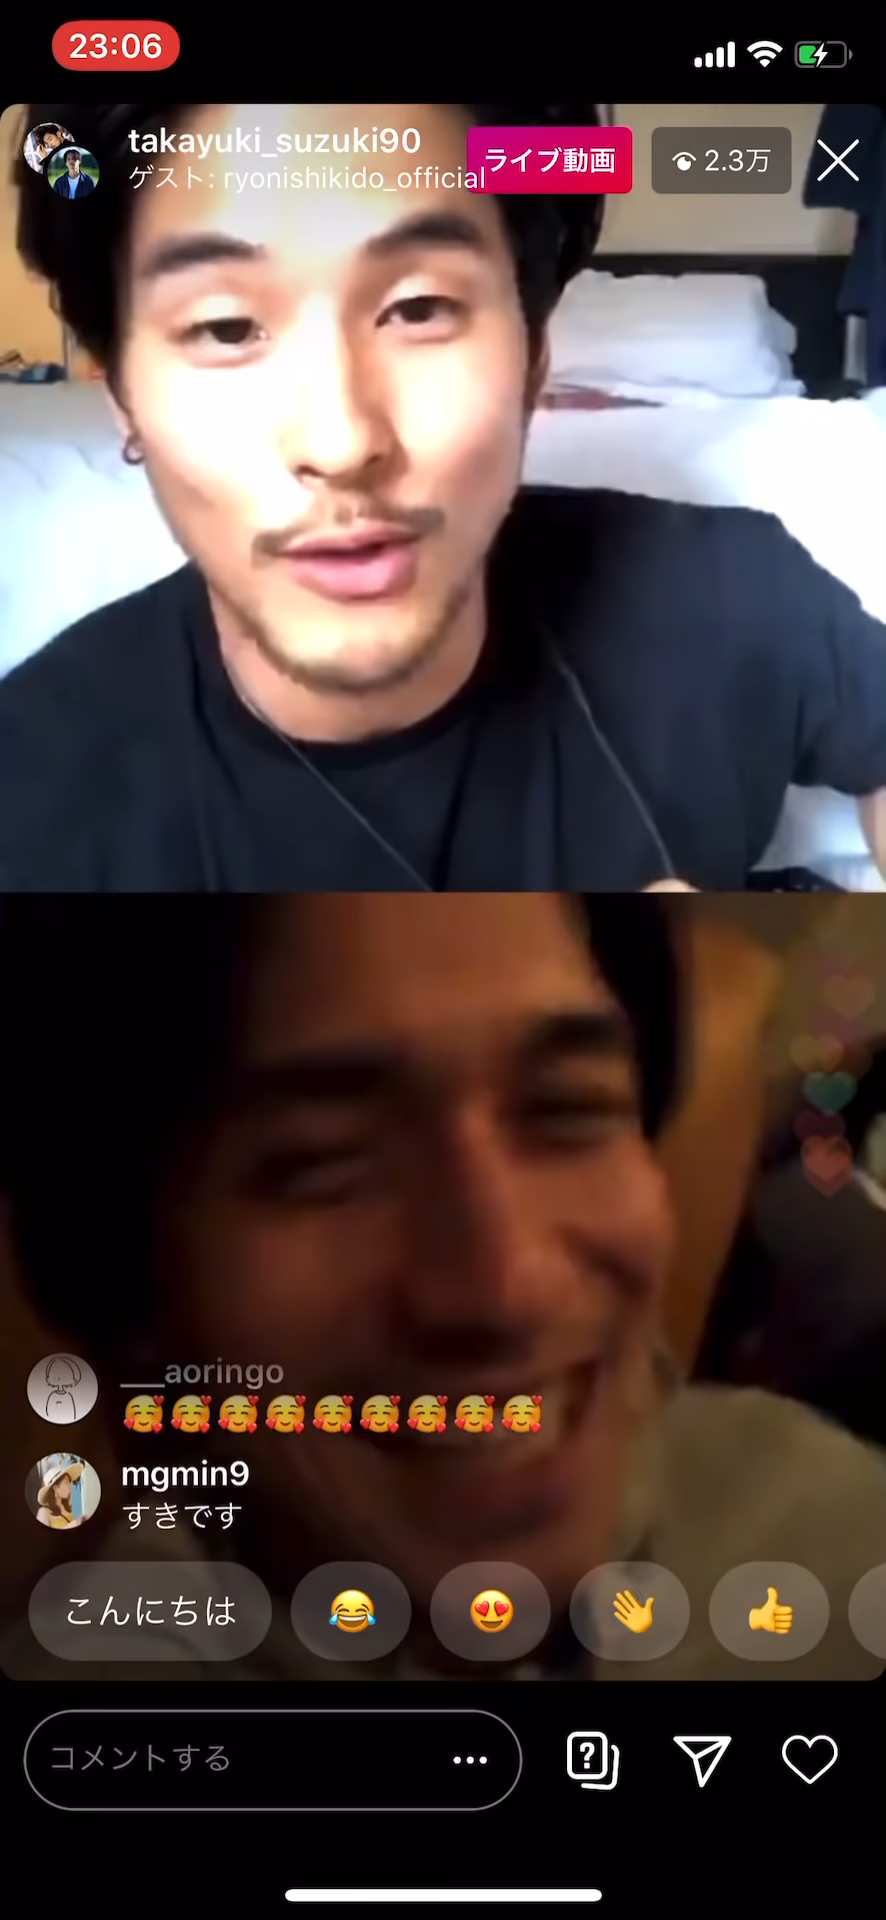 23:06
takayuki_suzuki90
ゲスト: ryonishikido_official
ライブ動画
2.3万
__aoringo
🥰🥰🥰🥰🥰🥰🥰🥰🥰
mgmin9
すきです
こんにちは 😂 😍 👋 👍
コメントする